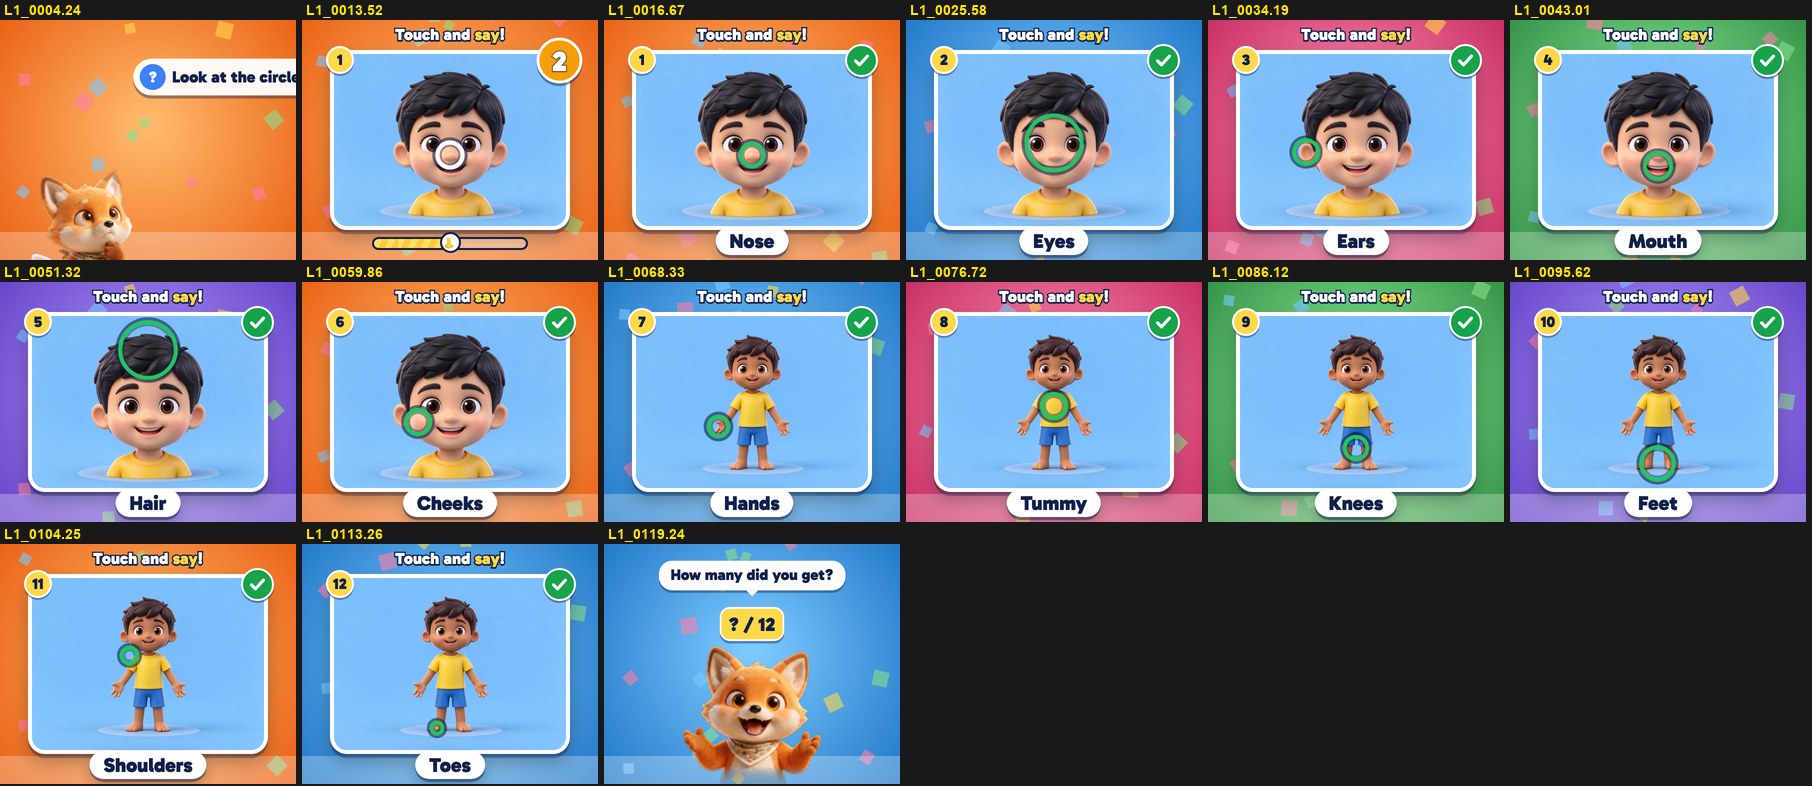 L1_0004.24
? Look at the circle
L1_0013.52
Touch and say!
1
2
L1_0016.67
Touch and say!
1
Nose
L1_0025.58
Touch and say!
2
Eyes
L1_0034.19
Touch and say!
3
Ears
L1_0043.01
Touch and say!
4
Mouth
L1_0051.32
Touch and say!
5
Hair
L1_0059.86
Touch and say!
6
Cheeks
L1_0068.33
Touch and say!
7
Hands
L1_0076.72
Touch and say!
8
Tummy
L1_0086.12
Touch and say!
9
Knees
L1_0095.62
Touch and say!
10
Feet
L1_0104.25
Touch and say!
11
Shoulders
L1_0113.26
Touch and say!
12
Toes
L1_0119.24
How many did you get?
? / 12